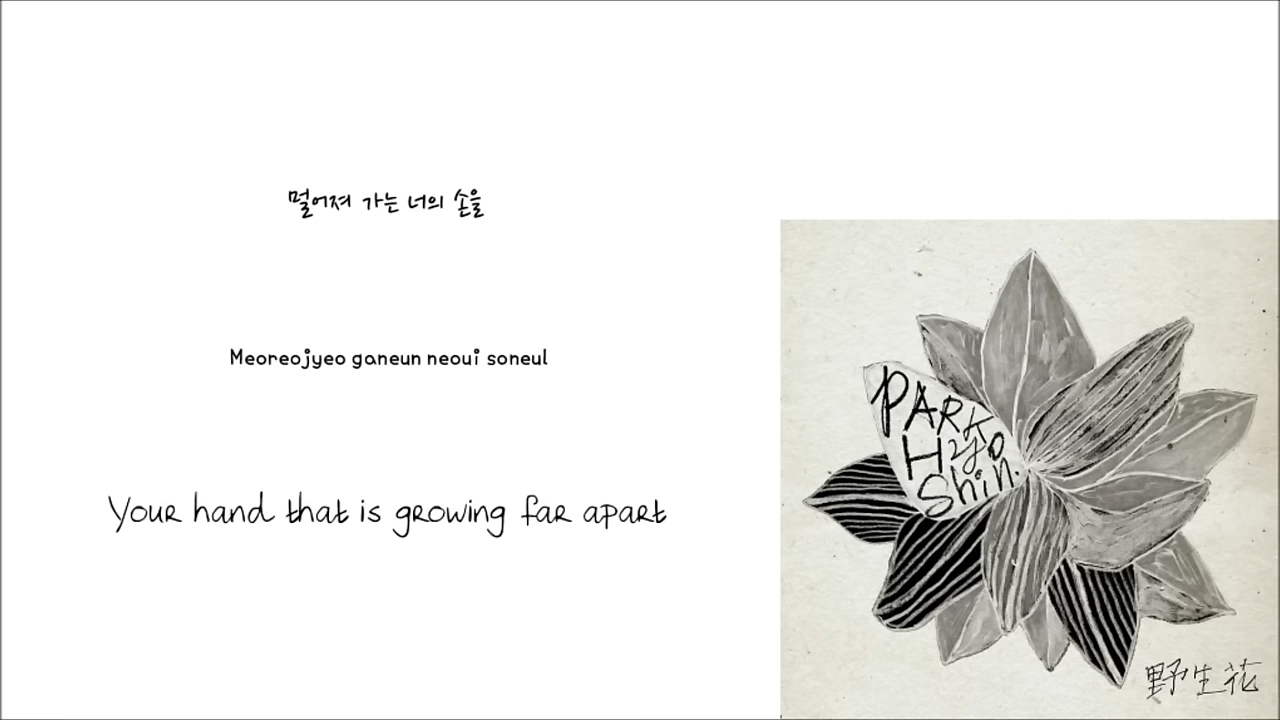 멀어져 가는 너의 손을
Meoreojyeo ganeun neoui soneul
Your hand that is growing far apart
PARK
Hyo
Shin.
野生花